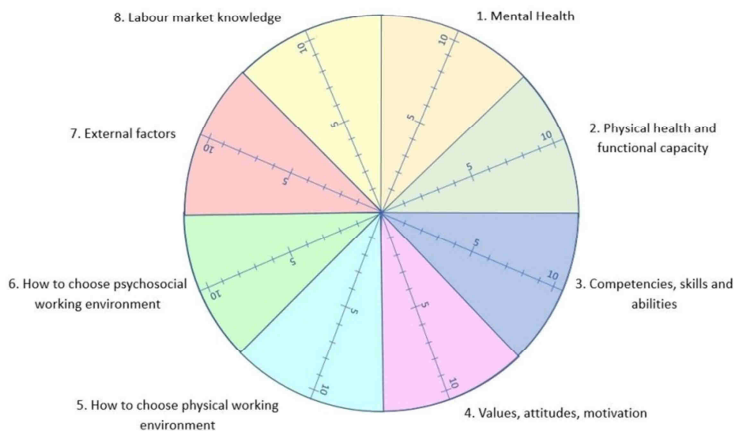 8. Labour market knowledge
1. Mental Health
10
10
7. External factors
5
5
2. Physical health and
functional capacity
10
10
5
5
6. How to choose psychosocial
working environment
10
5
5
10
3. Competencies, skills and
abilities
5
5
10
10
5. How to choose physical working
environment
4. Values, attitudes, motivation